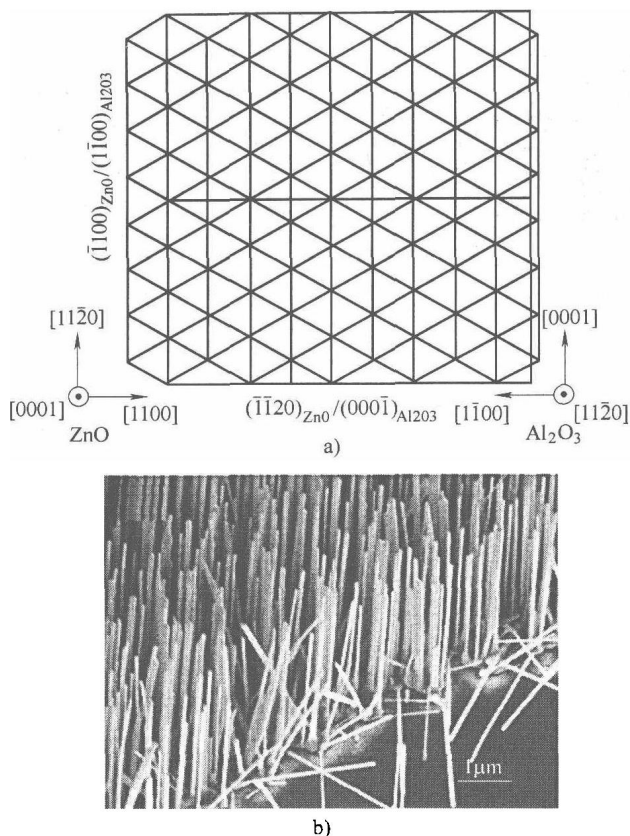 (1̄100)ZnO/(11̄00)Al2O3
[112̄0]
[0001]
[0001]
[1100]
(1̄1̄20)ZnO/(0001̄)Al2O3
[11̄00]
[112̄0]
ZnO
Al2O3
a)
1μm
b)